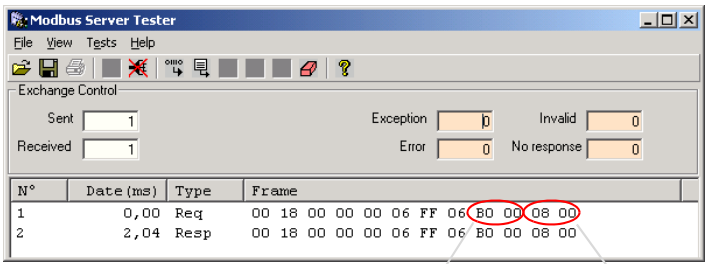 Modbus Server Tester
File View Tests Help
Exchange Control
Sent 1 Exception 0 Invalid 0
Received 1 Error 0 No response 0
N° Date(ms) Type Frame
1 0,00 Req 00 18 00 00 00 06 FF 06 B0 00 08 00
2 2,04 Resp 00 18 00 00 00 06 FF 06 B0 00 08 00